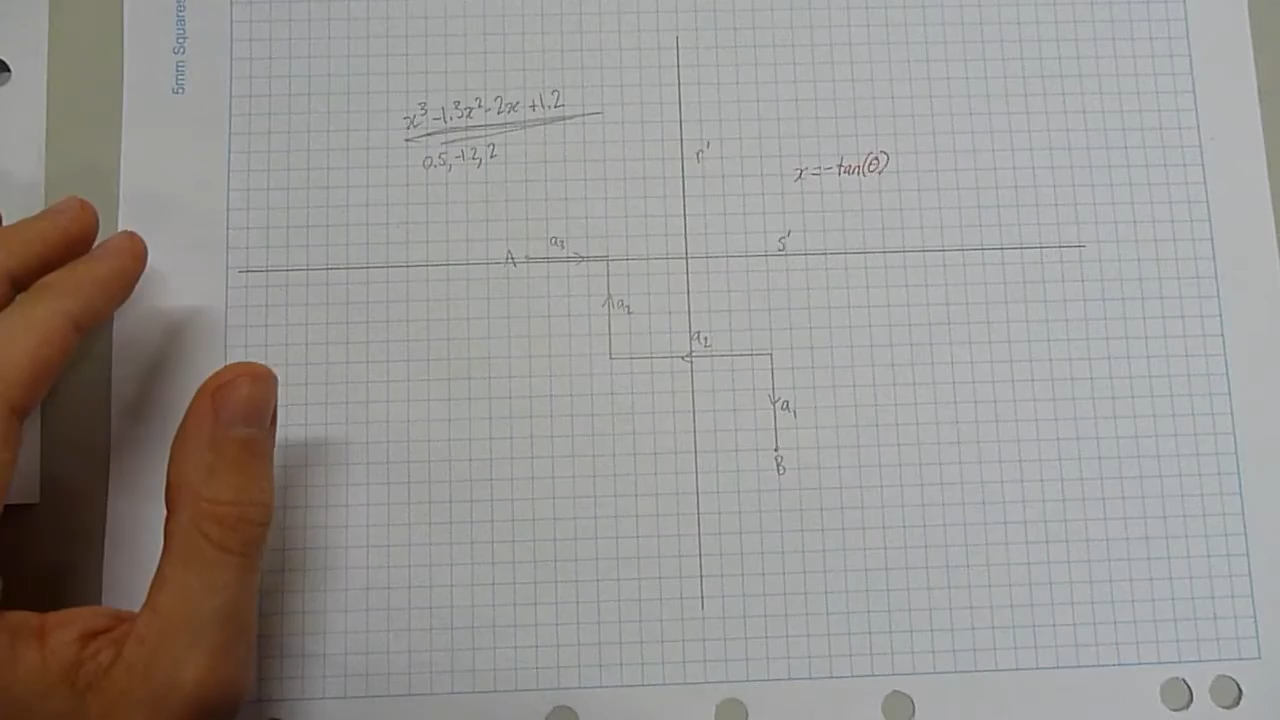 5mm Squares
x³-1.3x²-2x+1.2
0.5,-1.2,2
r'
x=-tan(θ)
s'
A
a₃
a₂
a₂
a₁
B